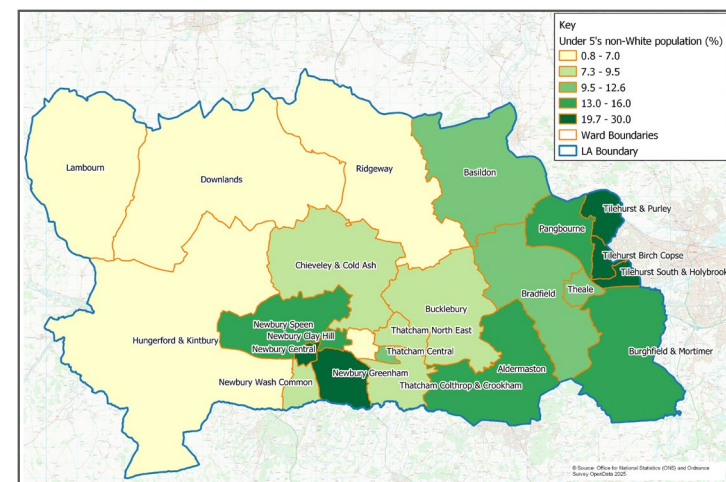 Key
Under 5's non-White population (%)
0.8 - 7.0
7.3 - 9.5
9.5 - 12.6
13.0 - 16.0
19.7 - 30.0
Ward Boundaries
LA Boundary
Lambourn
Downlands
Ridgeway
Basildon
Tilehurst & Purley
Pangbourne
Tilehurst Birch Copse
Tilehurst South & Holybrook
Chieveley & Cold Ash
Bradfield
Theale
Bucklebury
Newbury Speen
Thatcham North East
Newbury Clay Hill
Hungerford & Kintbury
Newbury Central
Thatcham Central
Burghfield & Mortimer
Aldermaston
Newbury Greenham
Newbury Wash Common
Thatcham Colthrop & Crookham
© Source: Office for National Statistics (ONS) and Ordnance
Survey OpenData 2025